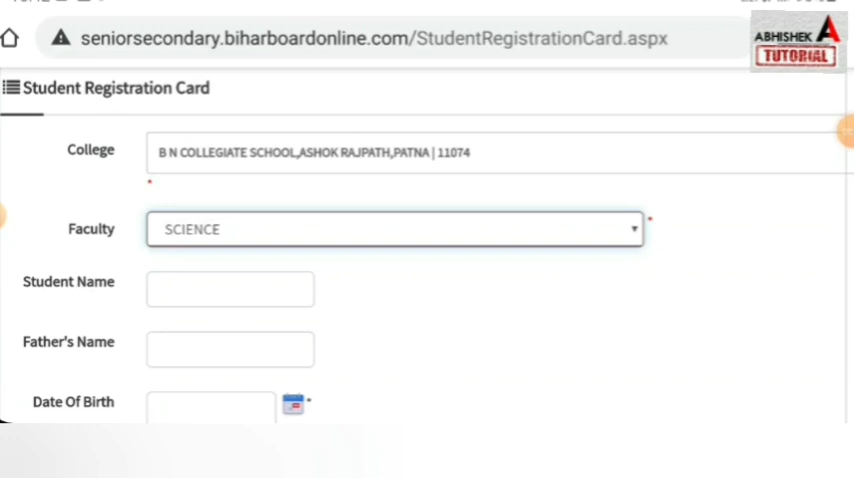 seniorsecondary.biharboardonline.com/StudentRegistrationCard.aspx
ABHISHEK A
TUTORIAL
Student Registration Card
College
B N COLLEGIATE SCHOOL,ASHOK RAJPATH,PATNA | 11074
*
Faculty
SCIENCE
*
Student Name
Father's Name
Date Of Birth
*